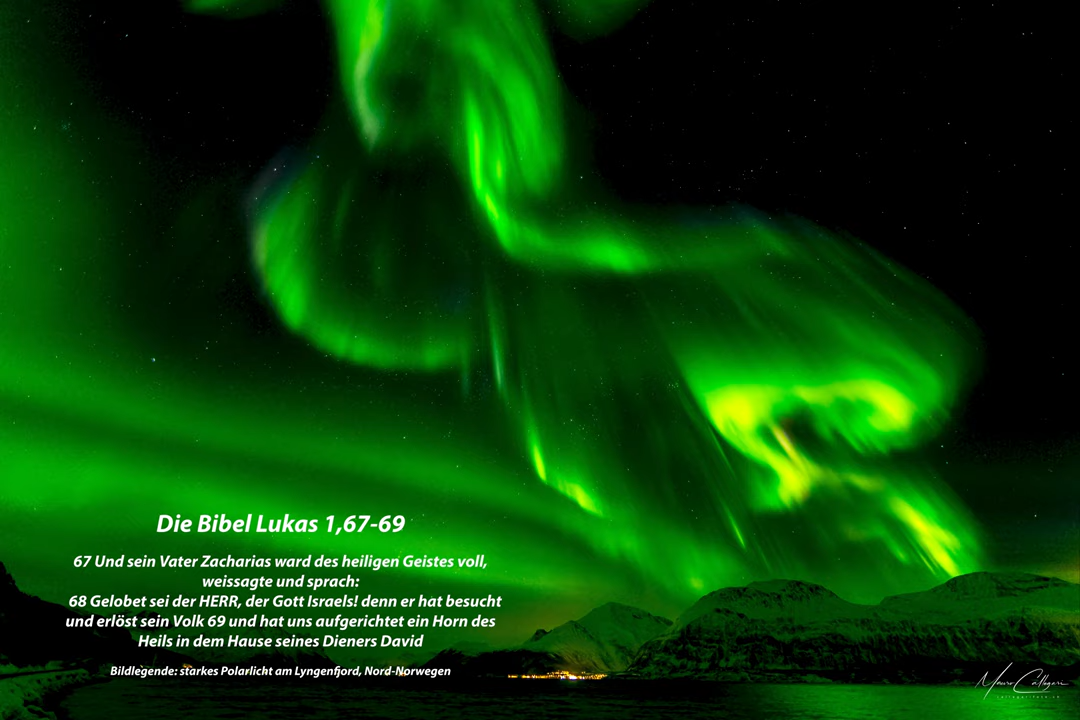 Die Bibel Lukas 1,67-69
67 Und sein Vater Zacharias ward des heiligen Geistes voll,
weissagte und sprach:
68 Gelobet sei der HERR, der Gott Israels! denn er hat besucht
und erlöst sein Volk 69 und hat uns aufgerichtet ein Horn des
Heils in dem Hause seines Dieners David
Bildlegende: starkes Polarlicht am Lyngenfjord, Nord-Norwegen
Mauro Callegari